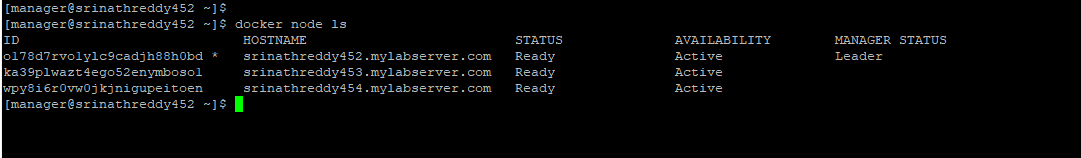 [manager@srinathreddy452 ~]$
[manager@srinathreddy452 ~]$ docker node ls
ID HOSTNAME STATUS AVAILABILITY MANAGER STATUS
ol78d7rvolylc9cadjh88h0bd * srinathreddy452.mylabserver.com Ready Active Leader
ka39plwazt4ego52enymbosol srinathreddy453.mylabserver.com Ready Active
wpy8i6r0vw0jkjnigupeitoen srinathreddy454.mylabserver.com Ready Active
[manager@srinathreddy452 ~]$